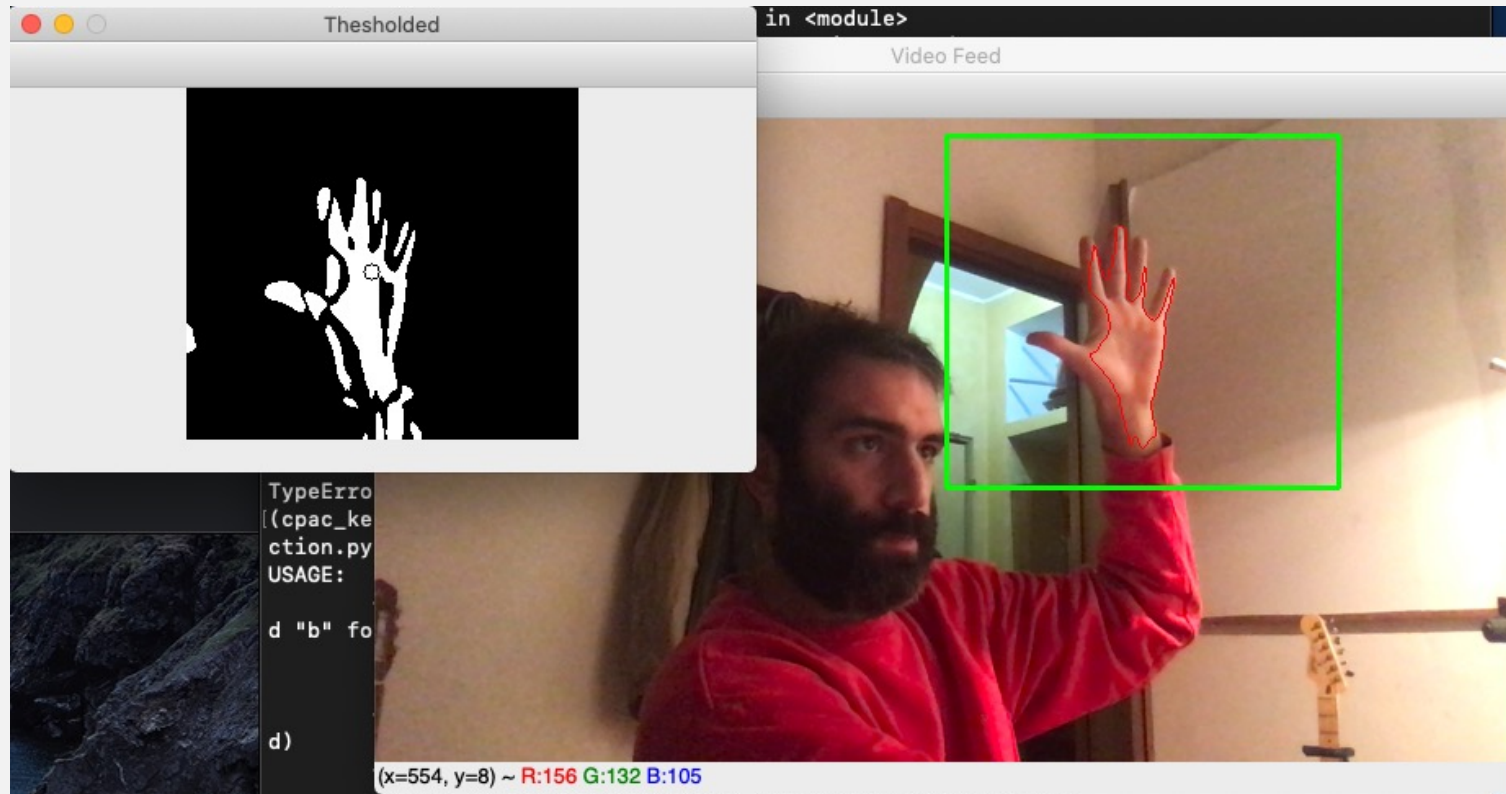 Thesholded
in <module>
Video Feed
TypeErro
[(cpac_ke
ction.py
USAGE:
d "b" fo
d)
(x=554, y=8) ~ R:156 G:132 B:105